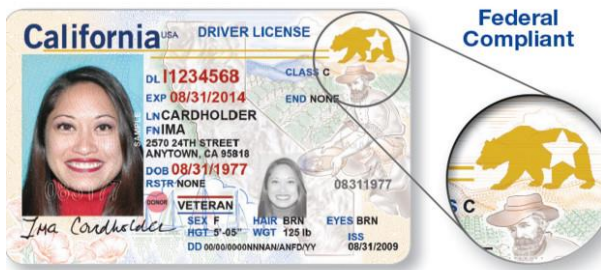 California USA DRIVER LICENSE
Federal
Compliant
DL I1234568 CLASS C
EXP 08/31/2014 END NONE
LN CARDHOLDER
FN IMA
2570 24TH STREET
ANYTOWN, CA 95818
DOB 08/31/1977
RSTR NONE 08311977
DONOR
VETERAN
SEX F HAIR BRN EYES BRN
HGT 5'-05" WGT 125 lb ISS
DD 00/00/0000NNNAN/ANFD/YY 08/31/2009
Ima Cardholder
C